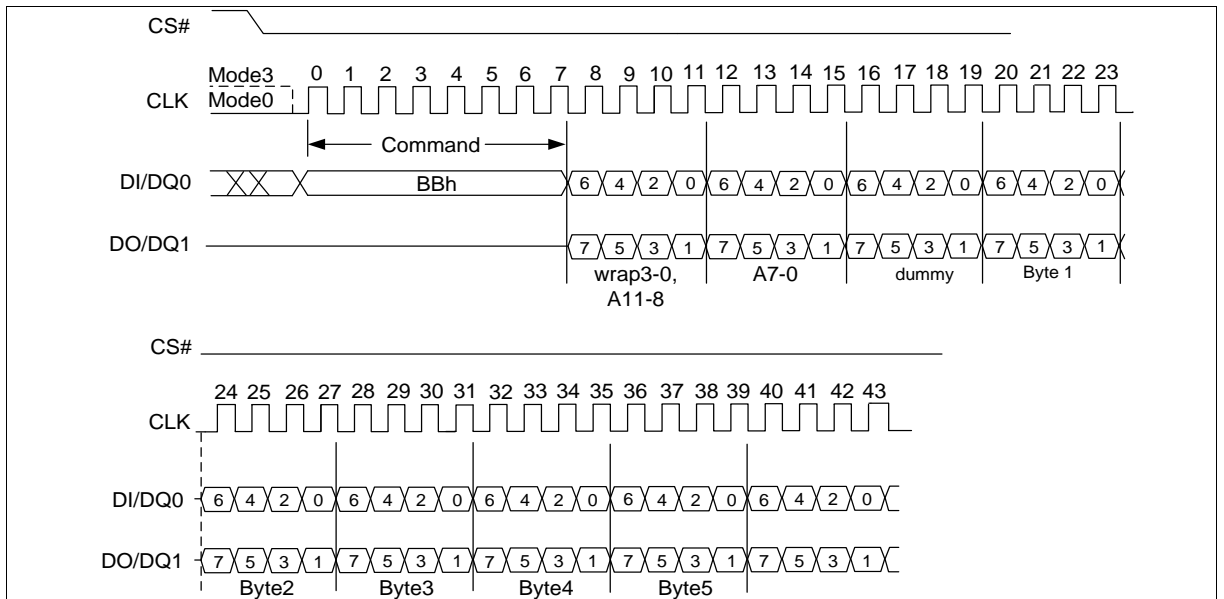 CS#
Mode3
0 1 2 3 4 5 6 7 8 9 10 11 12 13 14 15 16 17 18 19 20 21 22 23
CLK
Mode0
Command
DI/DQ0
BBh
6 4 2 0 6 4 2 0 6 4 2 0 6 4 2 0
DO/DQ1
7 5 3 1 7 5 3 1 7 5 3 1 7 5 3 1
wrap3-0,
A11-8
A7-0
dummy
Byte 1
CS#
24 25 26 27 28 29 30 31 32 33 34 35 36 37 38 39 40 41 42 43
CLK
DI/DQ0
6 4 2 0 6 4 2 0 6 4 2 0 6 4 2 0 6 4 2 0
DO/DQ1
7 5 3 1 7 5 3 1 7 5 3 1 7 5 3 1 7 5 3 1
Byte2
Byte3
Byte4
Byte5